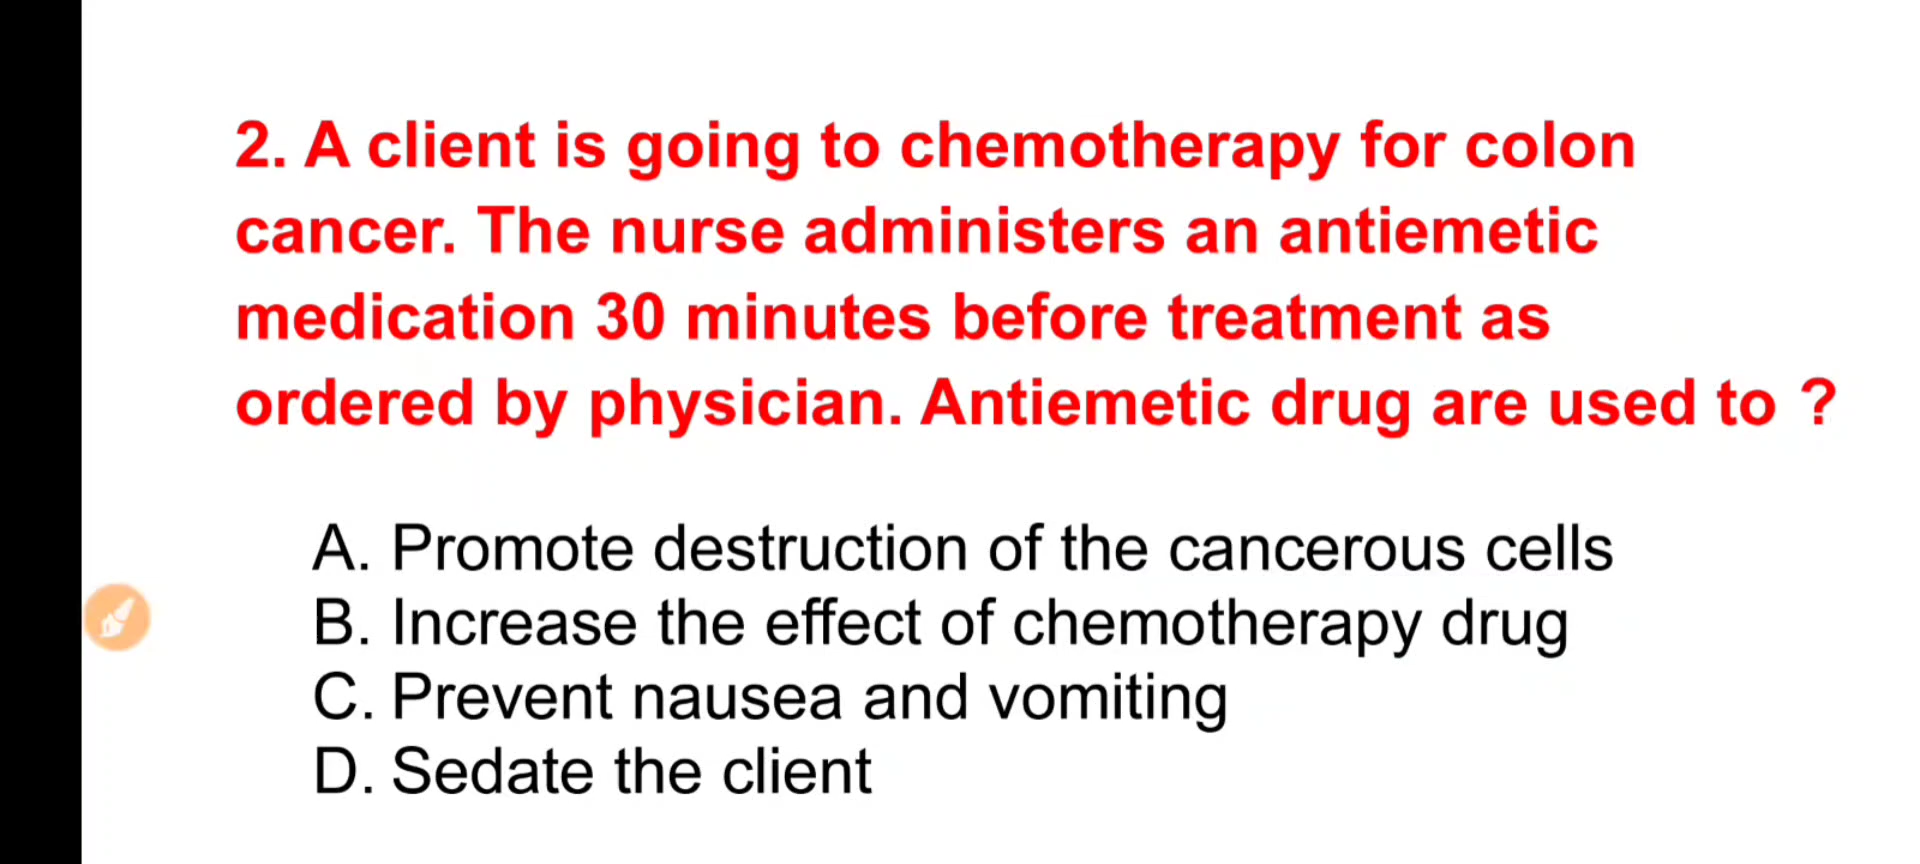 2. A client is going to chemotherapy for colon
cancer. The nurse administers an antiemetic
medication 30 minutes before treatment as
ordered by physician. Antiemetic drug are used to ?
A. Promote destruction of the cancerous cells
B. Increase the effect of chemotherapy drug
C. Prevent nausea and vomiting
D. Sedate the client